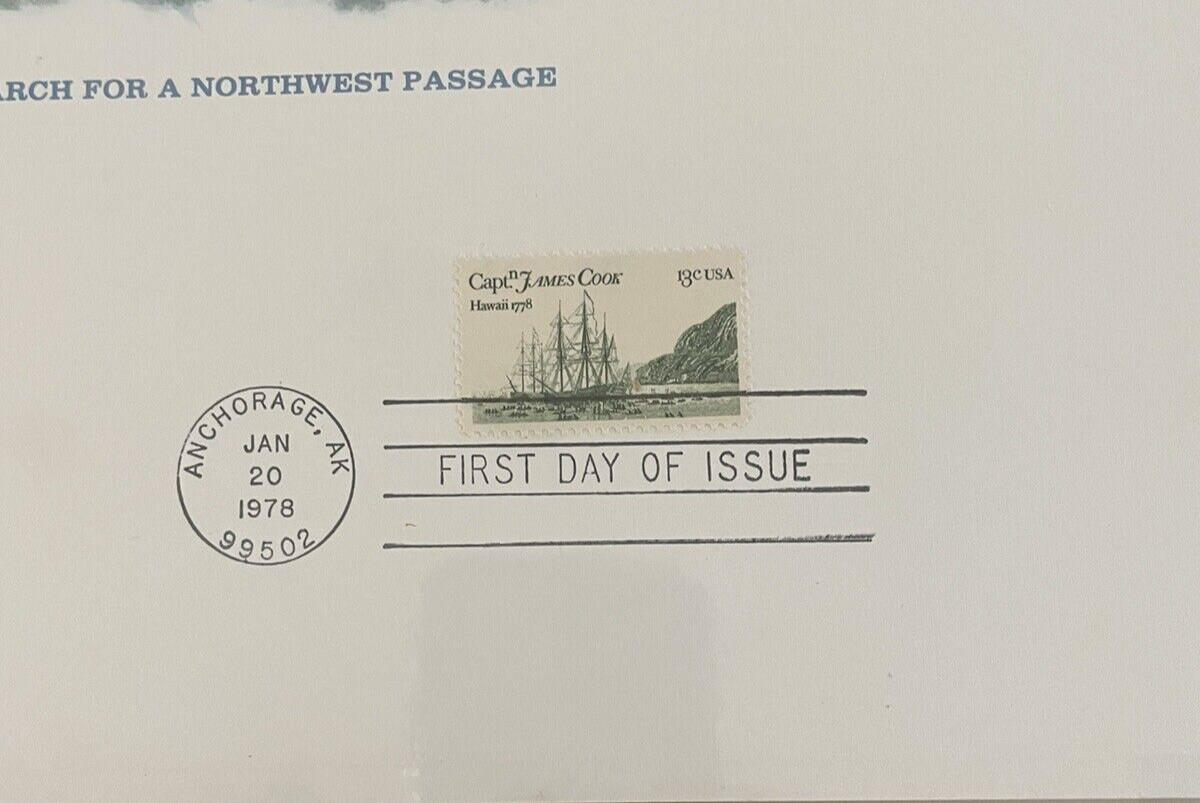 FOR A NORTHWEST PASSAGE
Captⁿ. JAMES COOK
13c USA
Hawaii 1778
ANCHORAGE, AK
JAN
20
1978
99502
FIRST DAY OF ISSUE